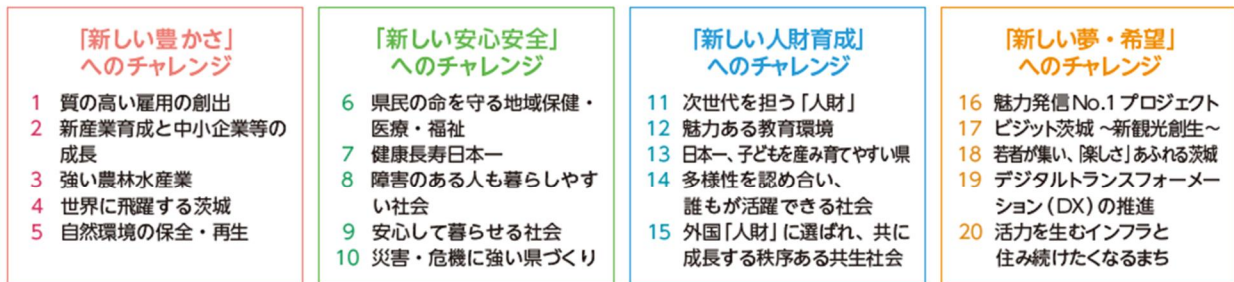 「新しい豊かさ」
へのチャレンジ
1 質の高い雇用の創出
2 新産業育成と中小企業等の
成長
3 強い農林水産業
4 世界に飛躍する茨城
5 自然環境の保全・再生
「新しい安心安全」
へのチャレンジ
6 県民の命を守る地域保健・
医療・福祉
7 健康長寿日本一
8 障害のある人も暮らしやす
い社会
9 安心して暮らせる社会
10 災害・危機に強い県づくり
「新しい人財育成」
へのチャレンジ
11 次世代を担う「人財」
12 魅力ある教育環境
13 日本一、子どもを産み育てやすい県
14 多様性を認め合い、
誰もが活躍できる社会
15 外国「人財」に選ばれ、共に
成長する秩序ある共生社会
「新しい夢・希望」
へのチャレンジ
16 魅力発信No.1プロジェクト
17 ビジット茨城 ～新観光創生～
18 若者が集い、「楽しさ」あふれる茨城
19 デジタルトランスフォーメー
ション(DX)の推進
20 活力を生むインフラと
住み続けたくなるまち